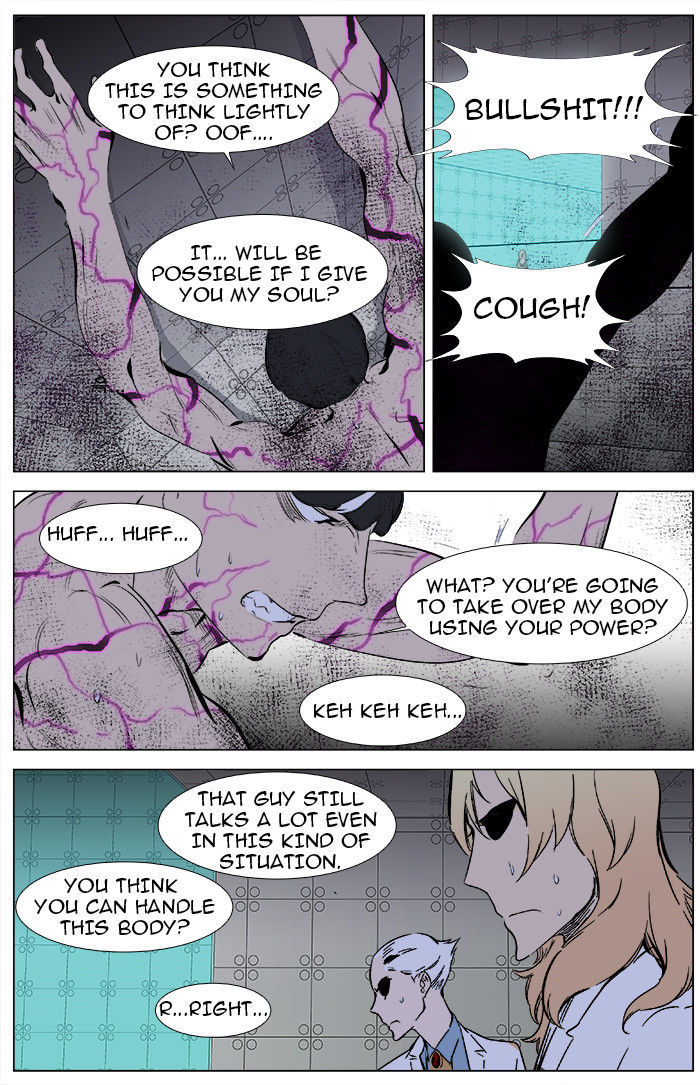 YOU THINK
THIS IS SOMETHING
TO THINK LIGHTLY
OF? OOF....
IT... WILL BE
POSSIBLE IF I GIVE
YOU MY SOUL?
BULLSHIT!!!
COUGH!
HUFF... HUFF...
WHAT? YOU'RE GOING
TO TAKE OVER MY BODY
USING YOUR POWER?
KEH KEH KEH...
THAT GUY STILL
TALKS A LOT EVEN
IN THIS KIND OF
SITUATION.
YOU THINK
YOU CAN HANDLE
THIS BODY?
R...RIGHT...